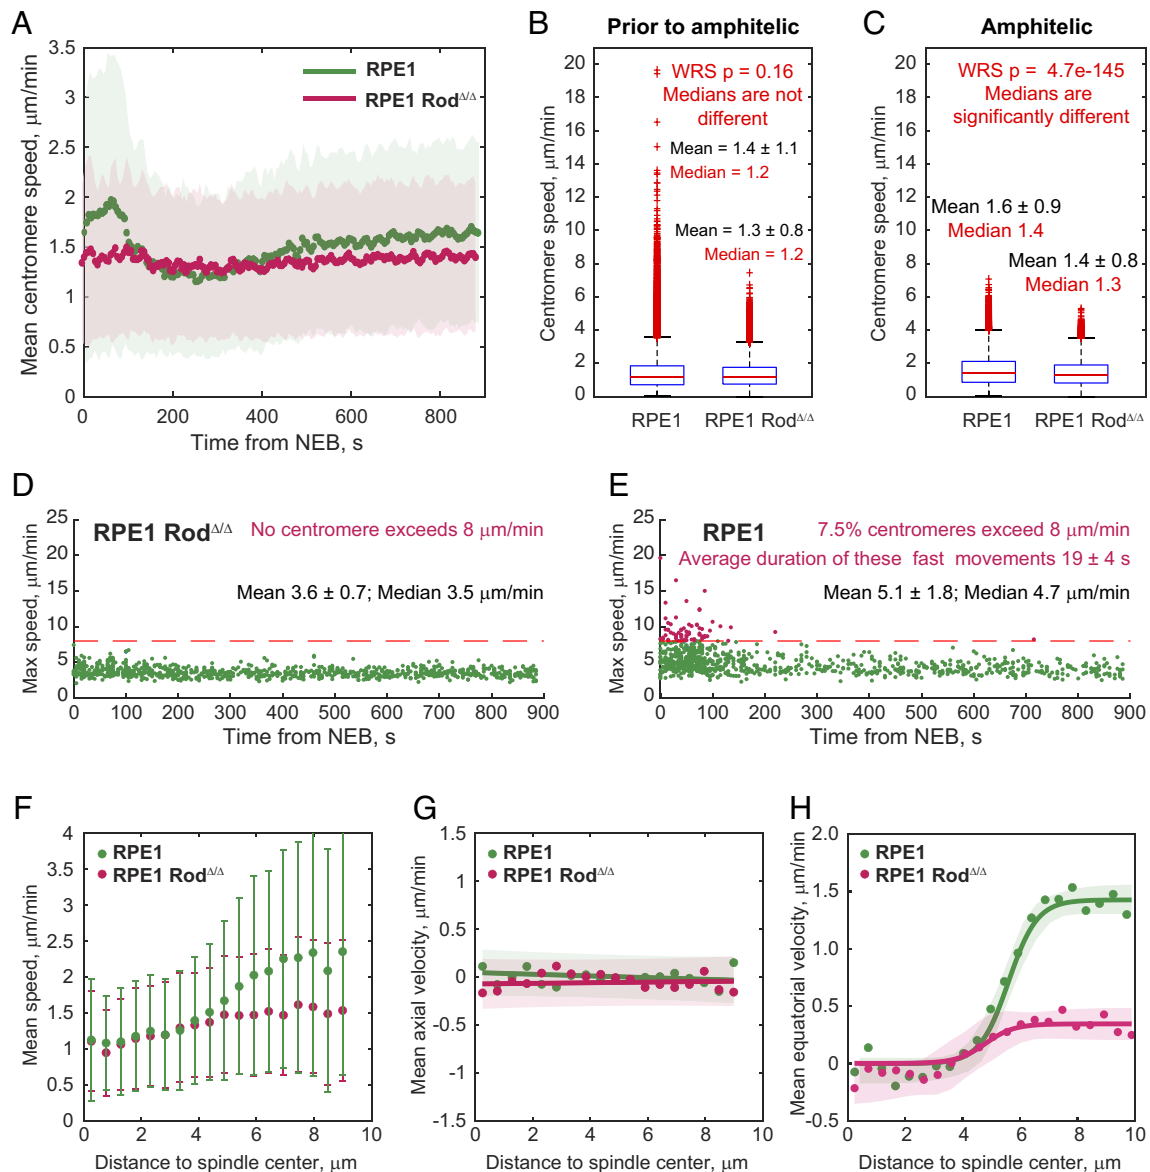 A
Mean centromere speed, μm/min
3.5
3
2.5
2
1.5
1
0.5
0
RPE1
RPE1 Rod^Δ/Δ
0 200 400 600 800
Time from NEB, s
B
Prior to amphitelic
Centromere speed, μm/min
20
18
16
14
12
10
8
6
4
2
0
WRS p = 0.16
Medians are not
different
Mean = 1.4 ± 1.1
Median = 1.2
Mean = 1.3 ± 0.8
Median = 1.2
RPE1 RPE1 Rod^Δ/Δ
C
Amphitelic
Centromere speed, μm/min
20
18
16
14
12
10
8
6
4
2
0
WRS p = 4.7e-145
Medians are
significantly different
Mean 1.6 ± 0.9
Median 1.4
Mean 1.4 ± 0.8
Median 1.3
RPE1 RPE1 Rod^Δ/Δ
D
Max speed, μm/min
25
20
15
10
5
0
RPE1 Rod^Δ/Δ No centromere exceeds 8 μm/min
Mean 3.6 ± 0.7; Median 3.5 μm/min
0 100 200 300 400 500 600 700 800 900
Time from NEB, s
E
Max speed, μm/min
25
20
15
10
5
0
RPE1 7.5% centromeres exceed 8 μm/min
Average duration of these fast movements 19 ± 4 s
Mean 5.1 ± 1.8; Median 4.7 μm/min
0 100 200 300 400 500 600 700 800 900
Time from NEB, s
F
Mean speed, μm/min
4
3.5
3
2.5
2
1.5
1
0.5
0
RPE1
RPE1 Rod^Δ/Δ
0 2 4 6 8 10
Distance to spindle center, μm
G
Mean axial velocity, μm/min
1.5
1
0.5
0
-0.5
-1
-1.5
RPE1
RPE1 Rod^Δ/Δ
0 2 4 6 8 10
Distance to spindle center, μm
H
Mean equatorial velocity, μm/min
2.0
1.5
1.0
0.5
0
-0.5
RPE1
RPE1 Rod^Δ/Δ
0 2 4 6 8 10
Distance to spindle center, μm